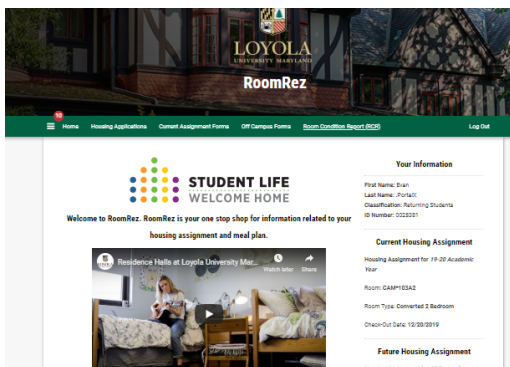 LOYOLA
UNIVERSITY MARYLAND
RoomRez
10
Home Housing Applications Current Assignment Forms Off Campus Forms Room Condition Report (RCR) Log Out
STUDENT LIFE
WELCOME HOME
Welcome to RoomRez. RoomRez is your one stop shop for information related to your
housing assignment and meal plan.
Residence Halls at Loyola University Mar...
Watch later Share
Your Information
First Name: Evan
Last Name: .PortalX
Classification: Returning Students
ID Number: 0025381
Current Housing Assignment
Housing Assignment for 19-20 Academic
Year
Room: CAM*103A2
Room Type: Converted 2 Bedroom
Check-Out Date: 12/20/2019
Future Housing Assignment